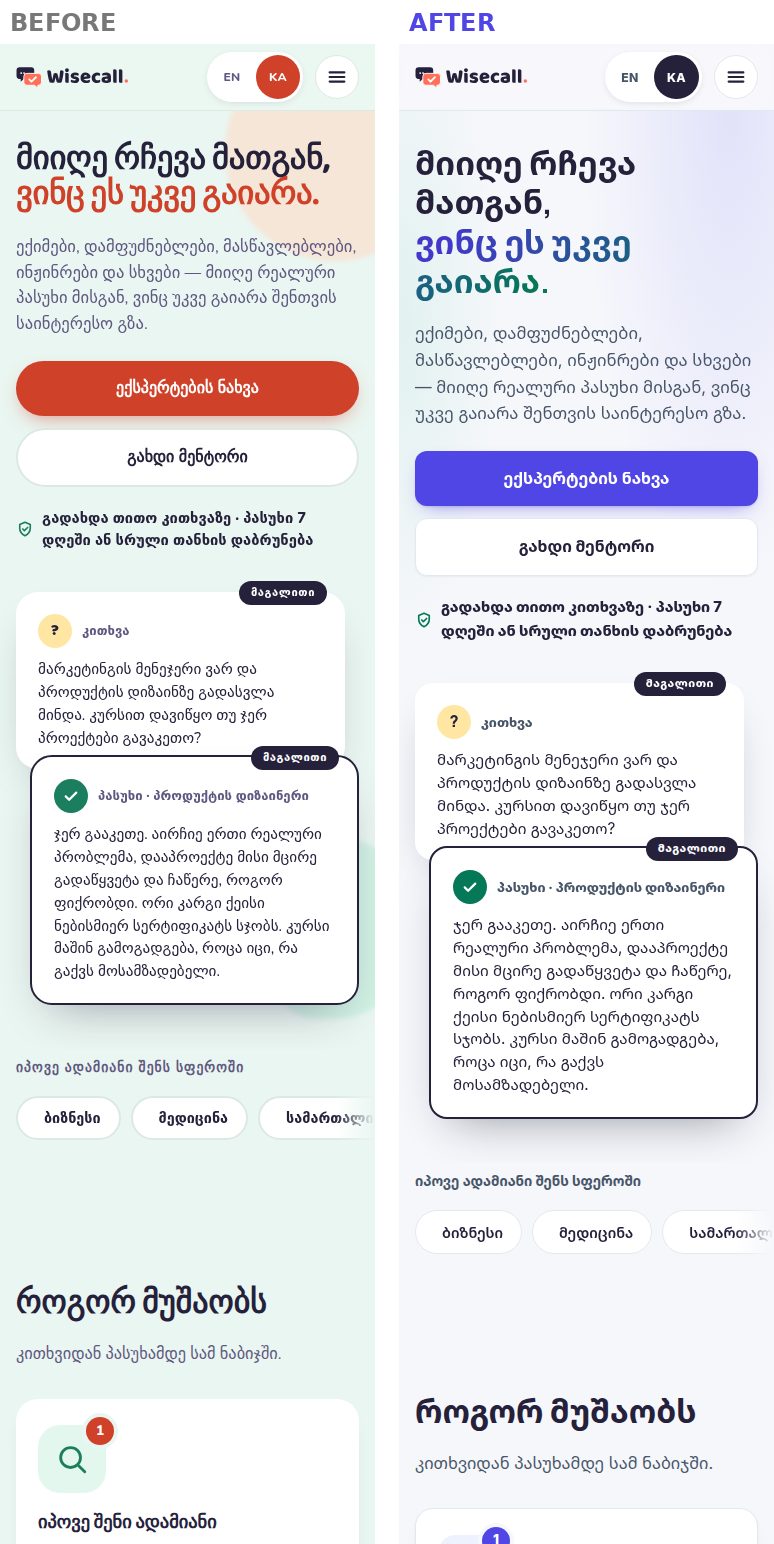 BEFORE
Wisecall.
EN
KA
მიიღე რჩევა მათგან,
ვინც ეს უკვე გაიარა.
ექიმები, დამფუძნებლები, მასწავლებლები,
ინჟინრები და სხვები — მიიღე რეალური
პასუხი მისგან, ვინც უკვე გაიარა შენთვის
საინტერესო გზა.
ექსპერტების ნახვა
გახდი მენტორი
გადახდა თითო კითხვაზე · პასუხი 7
დღეში ან სრული თანხის დაბრუნება
მაგალითი
?
კითხვა
მარკეტინგის მენეჯერი ვარ და
პროდუქტის დიზაინზე გადასვლა
მინდა. კურსით დავიწყო თუ ჯერ
პროექტები გავაკეთო?
მაგალითი
პასუხი · პროდუქტის დიზაინერი
ჯერ გააკეთე. აირჩიე ერთი რეალური
პრობლემა, დააპროექტე მისი მცირე
გადაწყვეტა და ჩაწერე, როგორ
ფიქრობდი. ორი კარგი ქეისი
ნებისმიერ სერტიფიკატს სჯობს. კურსი
მაშინ გამოგადგება, როცა იცი, რა
გაქვს მოსამზადებელი.
იპოვე ადამიანი შენს სფეროში
ბიზნესი
მედიცინა
სამართალი
როგორ მუშაობს
კითხვიდან პასუხამდე სამ ნაბიჯში.
1
იპოვე შენი ადამიანი
AFTER
Wisecall.
EN
KA
მიიღე რჩევა
მათგან,
ვინც ეს უკვე
გაიარა.
ექიმები, დამფუძნებლები,
მასწავლებლები, ინჟინრები და სხვები
— მიიღე რეალური პასუხი მისგან, ვინც
უკვე გაიარა შენთვის საინტერესო გზა.
ექსპერტების ნახვა
გახდი მენტორი
გადახდა თითო კითხვაზე · პასუხი 7
დღეში ან სრული თანხის დაბრუნება
მაგალითი
?
კითხვა
მარკეტინგის მენეჯერი ვარ და
პროდუქტის დიზაინზე გადასვლა
მინდა. კურსით დავიწყო თუ ჯერ
პროექტები გავაკეთო?
მაგალითი
პასუხი · პროდუქტის დიზაინერი
ჯერ გააკეთე. აირჩიე ერთი
რეალური პრობლემა, დააპროექტე
მისი მცირე გადაწყვეტა და ჩაწერე,
როგორ ფიქრობდი. ორი კარგი
ქეისი ნებისმიერ სერტიფიკატს
სჯობს. კურსი მაშინ გამოგადგება,
როცა იცი, რა გაქვს
მოსამზადებელი.
იპოვე ადამიანი შენს სფეროში
ბიზნესი
მედიცინა
სამართალ
როგორ მუშაობს
კითხვიდან პასუხამდე სამ ნაბიჯში.
1